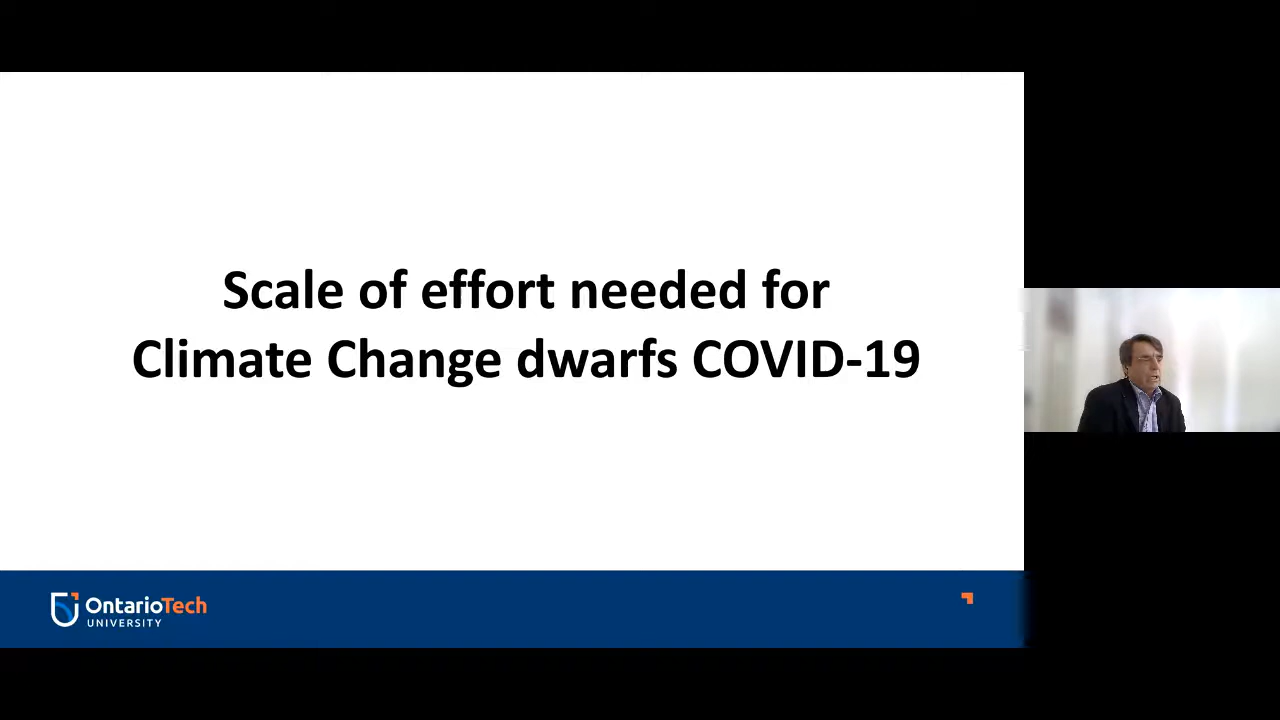 Scale of effort needed for
Climate Change dwarfs COVID-19
OntarioTech
UNIVERSITY